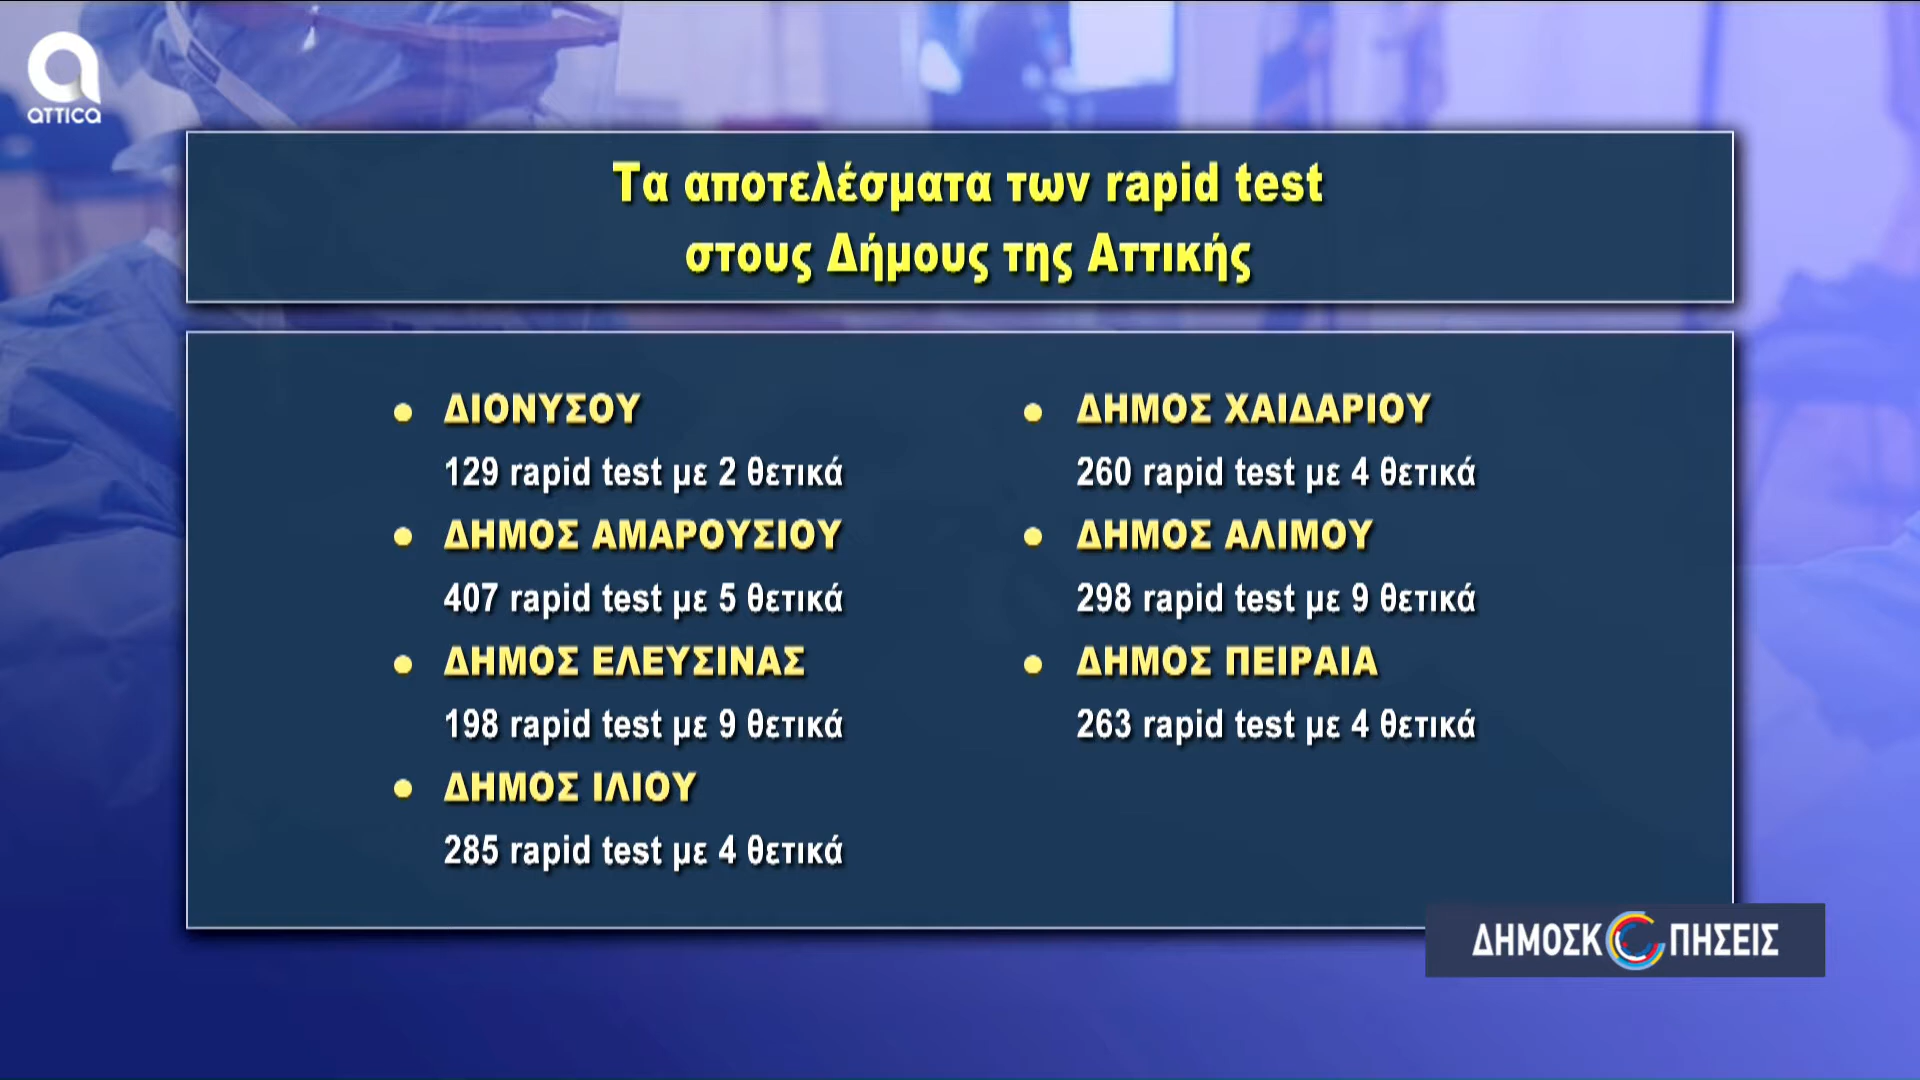 αττica
Τα αποτελέσματα των rapid test
στους Δήμους της Αττικής
ΔΙΟΝΥΣΟΥ
129 rapid test με 2 θετικά
ΔΗΜΟΣ ΑΜΑΡΟΥΣΙΟΥ
407 rapid test με 5 θετικά
ΔΗΜΟΣ ΕΛΕΥΣΙΝΑΣ
198 rapid test με 9 θετικά
ΔΗΜΟΣ ΙΛΙΟΥ
285 rapid test με 4 θετικά
ΔΗΜΟΣ ΧΑΙΔΑΡΙΟΥ
260 rapid test με 4 θετικά
ΔΗΜΟΣ ΑΛΙΜΟΥ
298 rapid test με 9 θετικά
ΔΗΜΟΣ ΠΕΙΡΑΙΑ
263 rapid test με 4 θετικά
ΔΗΜΟΣΚΟΠΗΣΕΙΣ